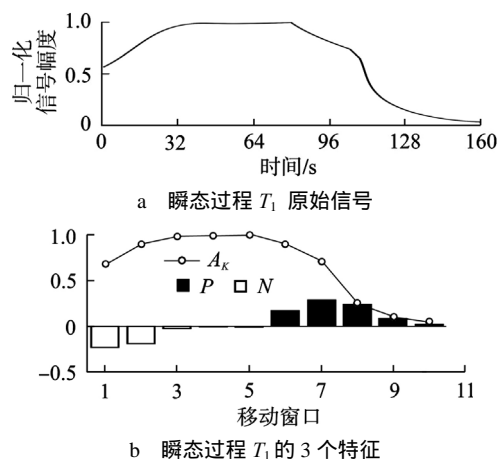 归一化
信号幅度
1.0
0.5
0
0 32 64 96 128 160
时间/s
a 瞬态过程 T₁ 原始信号
1.0
0.5
0
−0.5
A_K
P N
1 3 5 7 9 11
移动窗口
b 瞬态过程 T₁的 3 个特征